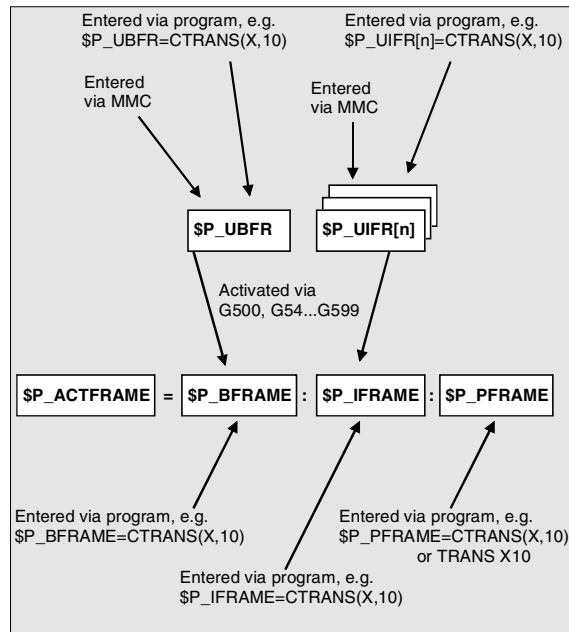 Entered via program, e.g.
$P_UBFR=CTRANS(X,10)
Entered via program, e.g.
$P_UIFR[n]=CTRANS(X,10)
Entered
via MMC
Entered
via MMC
$P_UBFR
$P_UIFR[n]
Activated via
G500, G54...G599
$P_ACTFRAME = $P_BFRAME : $P_IFRAME : $P_PFRAME
Entered via program, e.g.
$P_BFRAME=CTRANS(X,10)
Entered via program, e.g.
$P_PFRAME=CTRANS(X,10)
or TRANS X10
Entered via program, e.g.
$P_IFRAME=CTRANS(X,10)